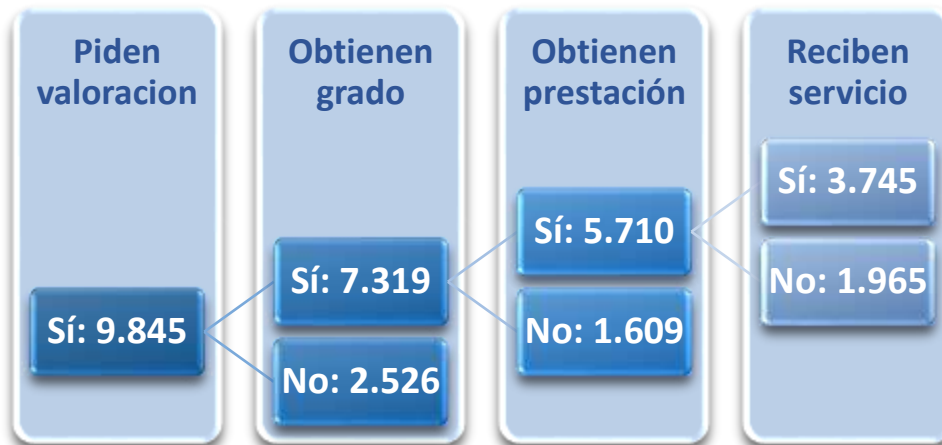 Piden
valoracion
Sí: 9.845
Obtienen
grado
Sí: 7.319
No: 2.526
Obtienen
prestación
Sí: 5.710
No: 1.609
Reciben
servicio
Sí: 3.745
No: 1.965